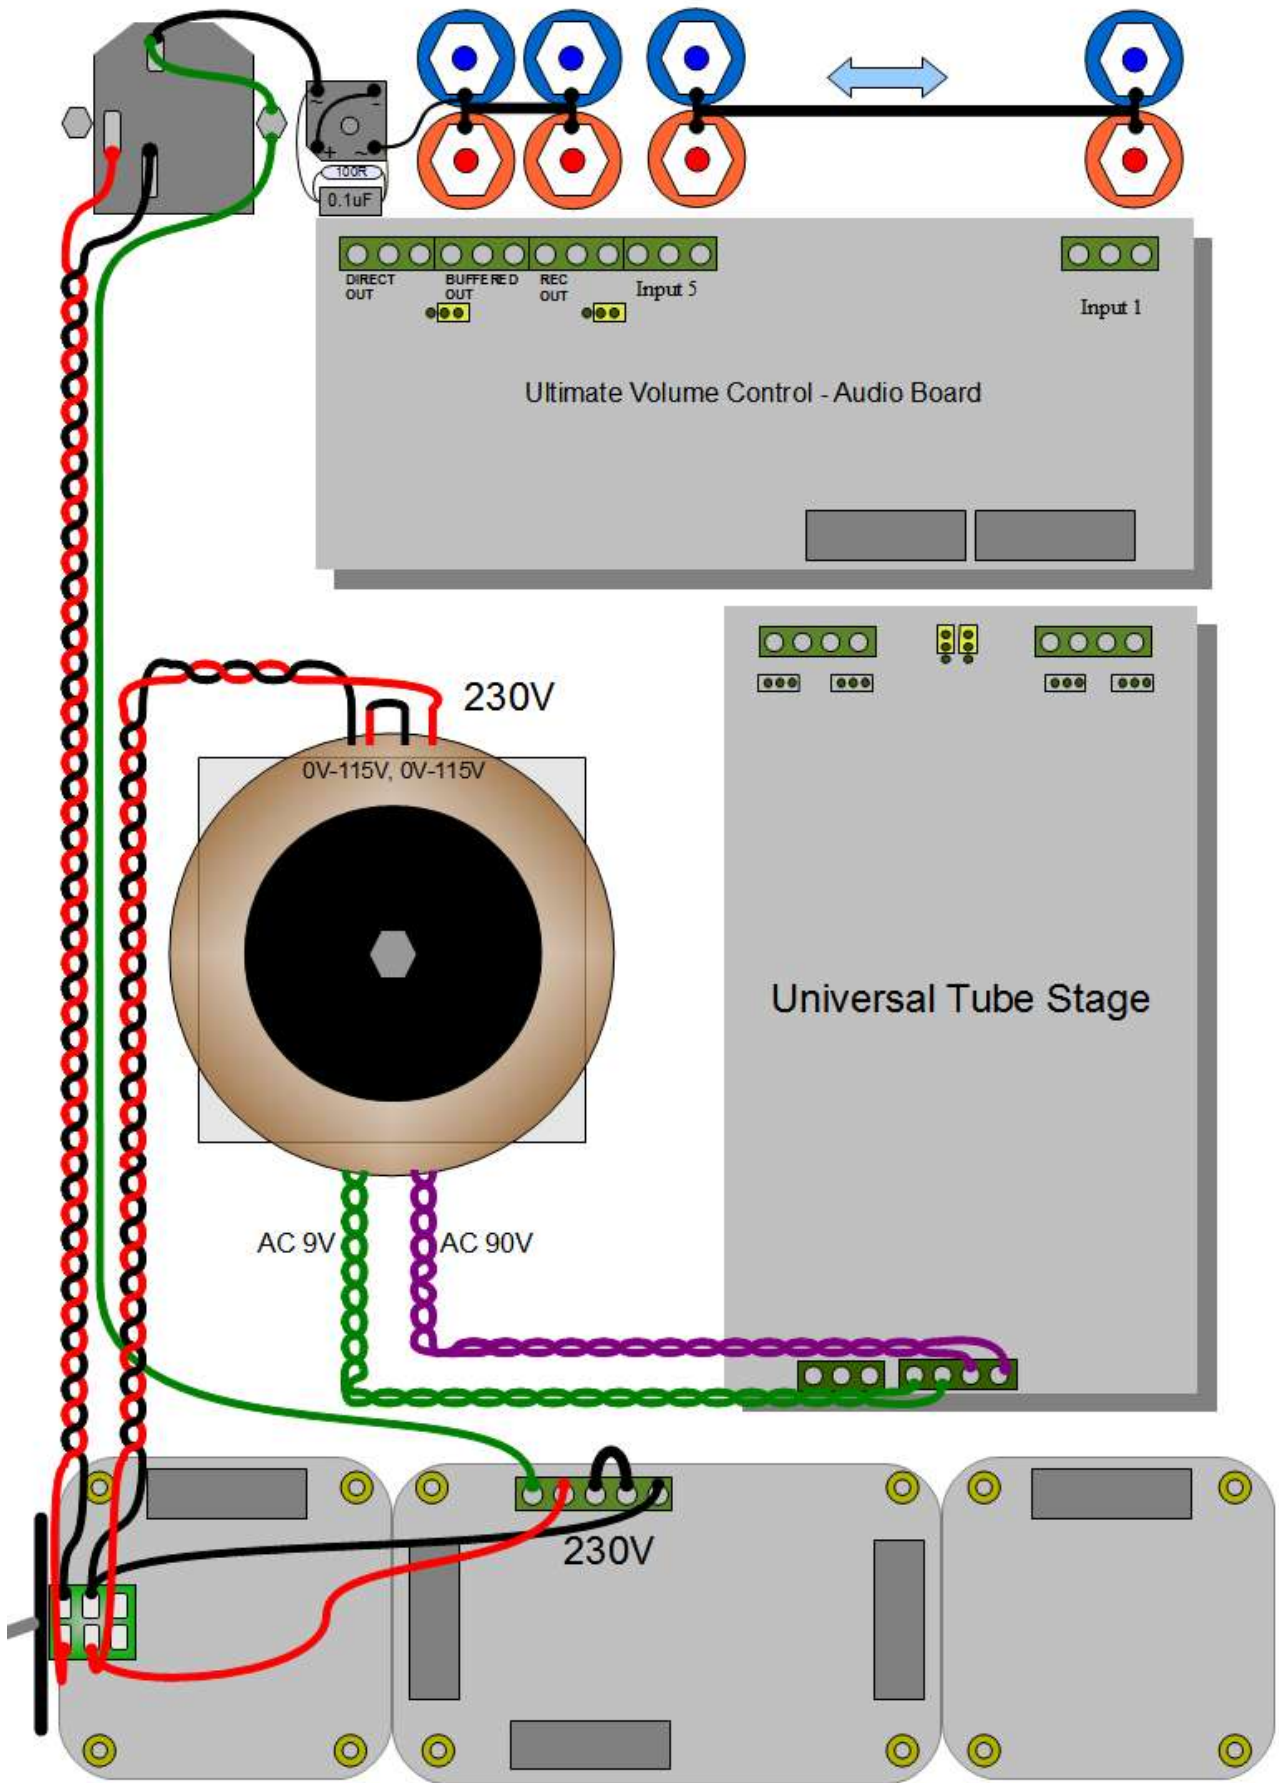 ~
-
+
~
100R
0.1uF
DIRECT
OUT
BUFFERED
OUT
REC
OUT
Input 5
Input 1
Ultimate Volume Control - Audio Board
230V
0V-115V, 0V-115V
Universal Tube Stage
AC 9V
AC 90V
230V